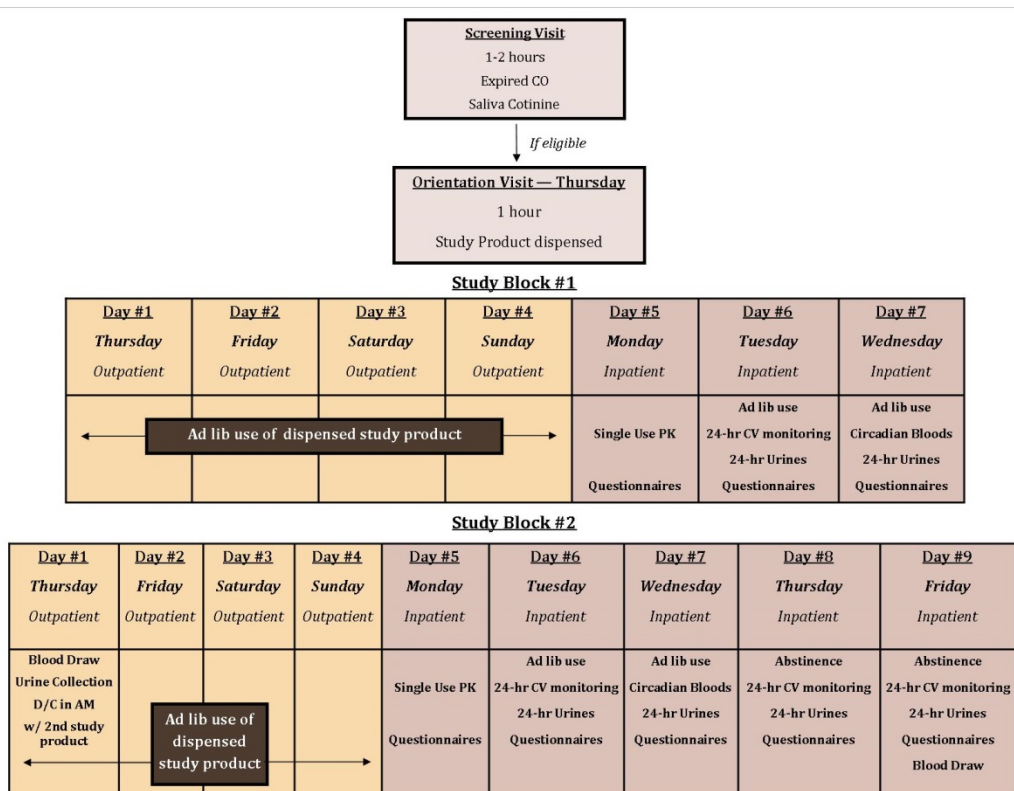 Screening Visit
1-2 hours
Expired CO
Saliva Cotinine
If eligible
Orientation Visit — Thursday
1 hour
Study Product dispensed
Study Block #1
Day #1 Day #2 Day #3 Day #4 Day #5 Day #6 Day #7
Thursday Friday Saturday Sunday Monday Tuesday Wednesday
Outpatient Outpatient Outpatient Outpatient Inpatient Inpatient Inpatient
Ad lib use of dispensed study product
Single Use PK
Questionnaires
Ad lib use
24-hr CV monitoring
24-hr Urines
Questionnaires
Ad lib use
Circadian Bloods
24-hr Urines
Questionnaires
Study Block #2
Day #1 Day #2 Day #3 Day #4 Day #5 Day #6 Day #7 Day #8 Day #9
Thursday Friday Saturday Sunday Monday Tuesday Wednesday Thursday Friday
Outpatient Outpatient Outpatient Outpatient Inpatient Inpatient Inpatient Inpatient Inpatient
Blood Draw
Urine Collection
D/C in AM
w/ 2nd study
product
Ad lib use of
dispensed
study product
Single Use PK
Questionnaires
Ad lib use
24-hr CV monitoring
24-hr Urines
Questionnaires
Ad lib use
Circadian Bloods
24-hr Urines
Questionnaires
Abstinence
24-hr CV monitoring
24-hr Urines
Questionnaires
Abstinence
24-hr CV monitoring
24-hr Urines
Questionnaires
Blood Draw